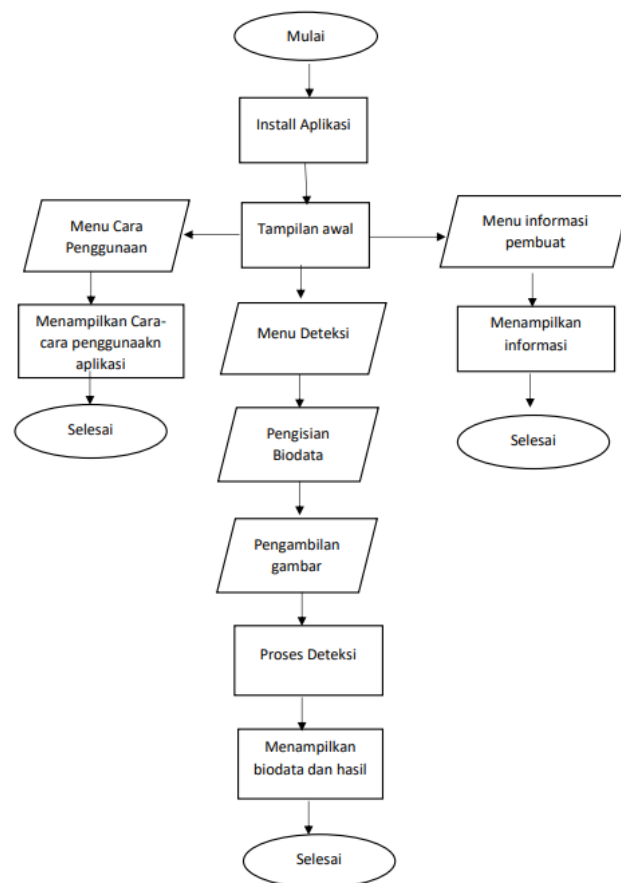 Mulai
Install Aplikasi
Menu Cara
Penggunaan
Tampilan awal
Menu informasi
pembuat
Menampilkan Cara-
cara penggunaakn
aplikasi
Menu Deteksi
Menampilkan
informasi
Selesai
Pengisian
Biodata
Selesai
Pengambilan
gambar
Proses Deteksi
Menampilkan
biodata dan hasil
Selesai